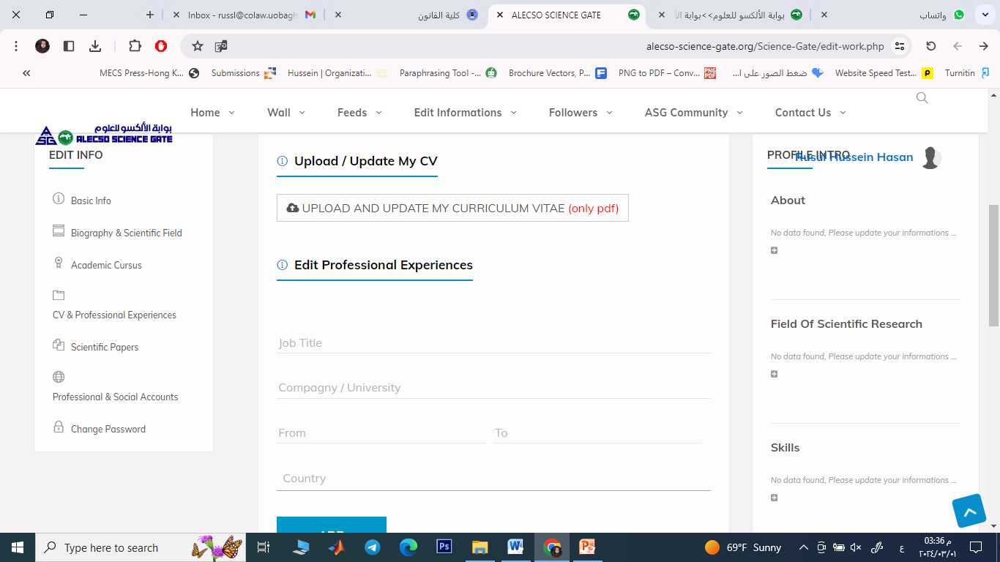 Inbox - russl@colaw.uobagh
كلية القانون
ALECSO SCIENCE GATE
بوابة الألكسو للعلوم>>بوابة الأ
واتساب
alecso-science-gate.org/Science-Gate/edit-work.php
«
MECS Press-Hong K...
Submissions
Hussein | Organizati...
Paraphrasing Tool -...
Brochure Vectors, P...
PNG to PDF – Conv...
ضغط الصور على ا...
Website Speed Test...
Turnitin
Home
Wall
Feeds
Edit Informations
Followers
ASG Community
Contact Us
بوابة الألكسو للعلوم
ASG ALECSO SCIENCE GATE
Rusul Hussein Hasan
EDIT INFO
Basic Info
Biography & Scientific Field
Academic Cursus
CV & Professional Experiences
Scientific Papers
Professional & Social Accounts
Change Password
Upload / Update My CV
UPLOAD AND UPDATE MY CURRICULUM VITAE (only pdf)
Edit Professional Experiences
Job Title
Compagny / University
From
To
Country
ADD
PROFILE INTRO
About
No data found, Please update your informations ...
Field Of Scientific Research
No data found, Please update your informations ...
Skills
No data found, Please update your informations ...
Type here to search
69°F Sunny
ع
03:36 م
٢٠٢٤/٠٣/٠١